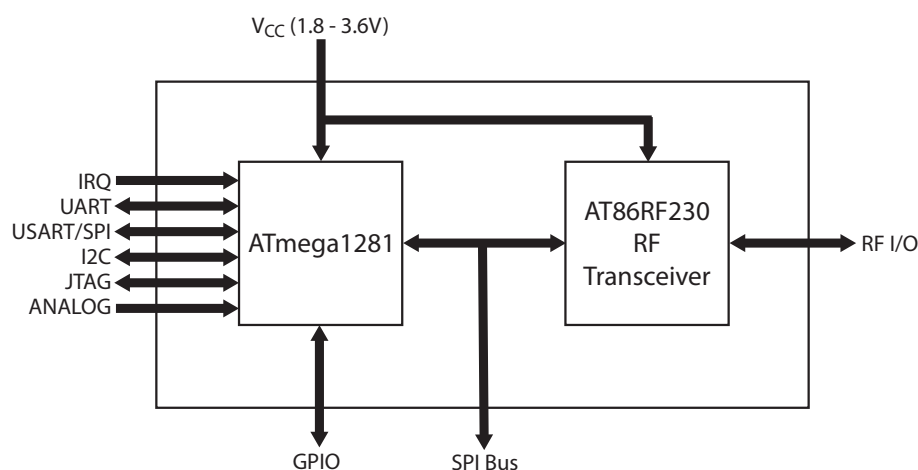 VCC (1.8 - 3.6V)
IRQ
UART
USART/SPI
I2C
JTAG
ANALOG
ATmega1281
AT86RF230
RF
Transceiver
RF I/O
GPIO
SPI Bus